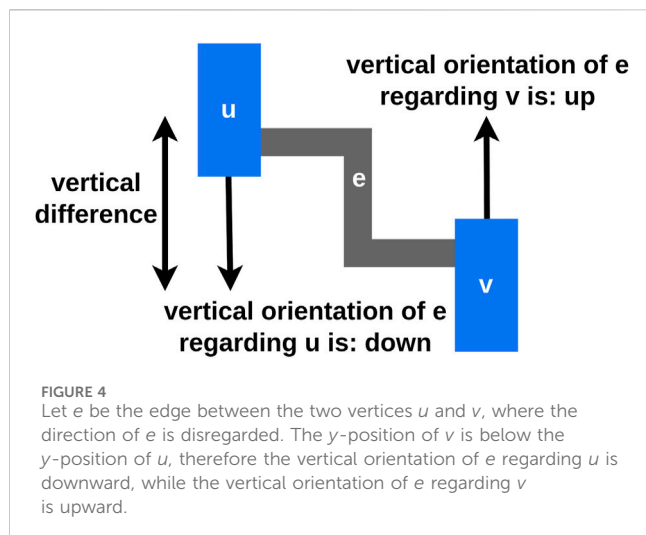 u
vertical orientation of e
regarding v is: up
vertical
difference
e
v
vertical orientation of e
regarding u is: down
FIGURE 4
Let e be the edge between the two vertices u and v, where the
direction of e is disregarded. The y-position of v is below the
y-position of u, therefore the vertical orientation of e regarding u is
downward, while the vertical orientation of e regarding v
is upward.